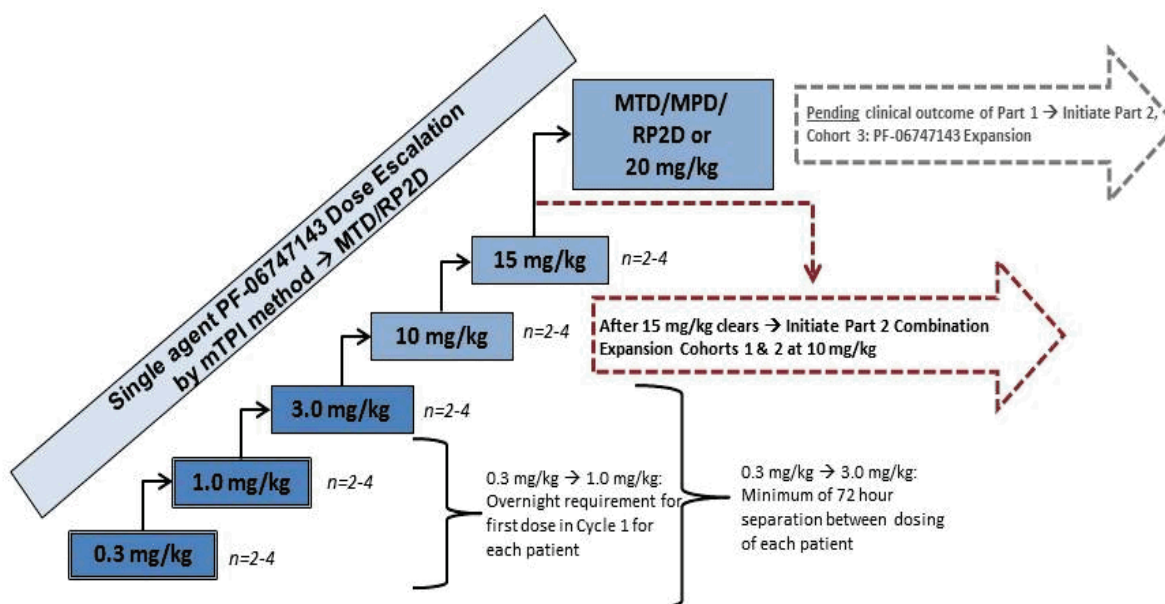 Single agent PF-06747143 Dose Escalation
by mTPI method → MTD/RP2D
MTD/MPD/
RP2D or
20 mg/kg
Pending clinical outcome of Part 1 → Initiate Part 2,
Cohort 3: PF-06747143 Expansion
15 mg/kg
n=2-4
10 mg/kg
n=2-4
After 15 mg/kg clears → Initiate Part 2 Combination
Expansion Cohorts 1 & 2 at 10 mg/kg
3.0 mg/kg
n=2-4
1.0 mg/kg
n=2-4
0.3 mg/kg
n=2-4
0.3 mg/kg → 1.0 mg/kg:
Overnight requirement for
first dose in Cycle 1 for
each patient
0.3 mg/kg → 3.0 mg/kg:
Minimum of 72 hour
separation between dosing
of each patient